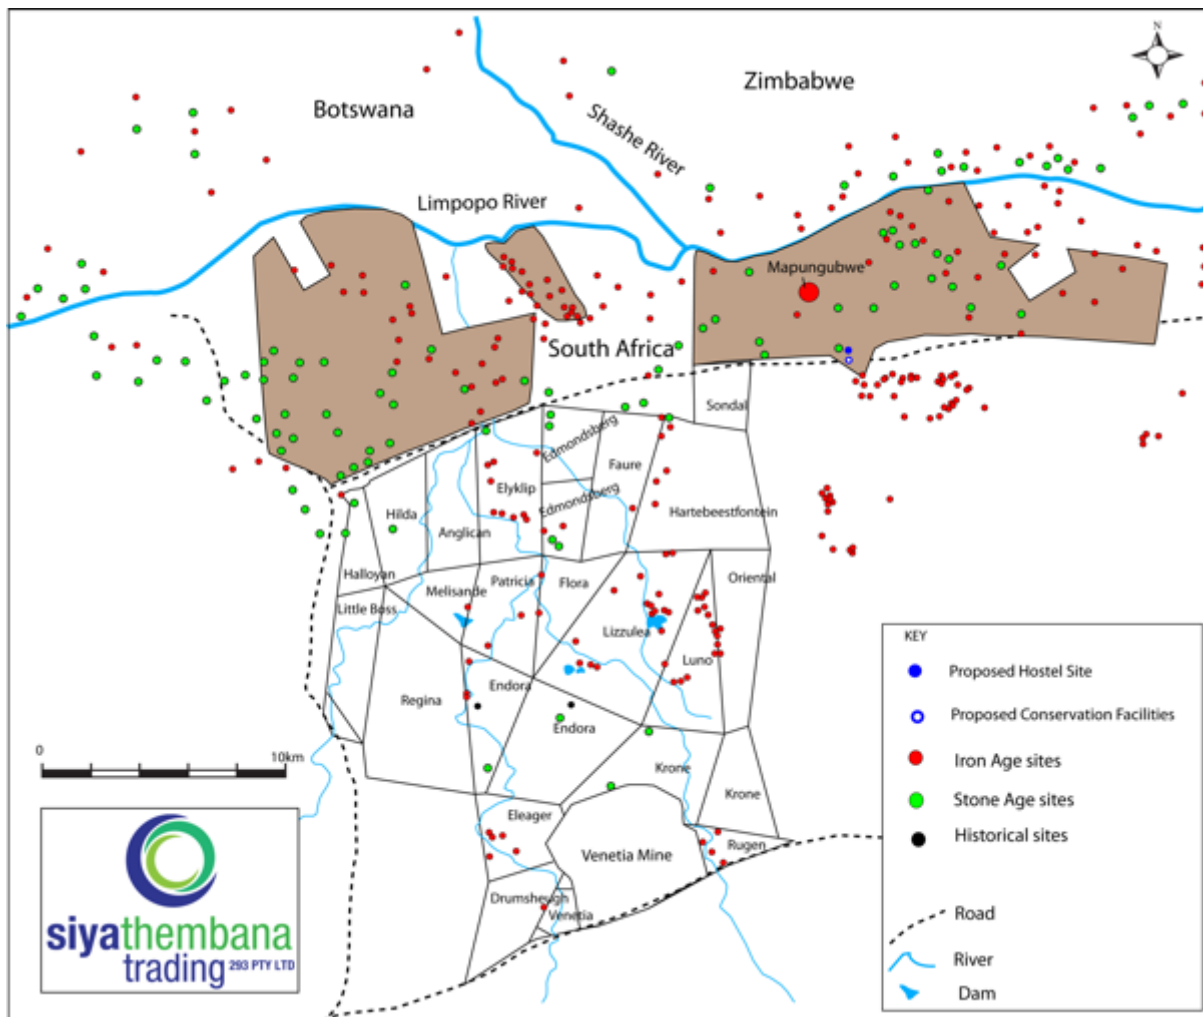 N
Zimbabwe
Botswana
Shashe River
Limpopo River
Mapungubwe
South Africa
Sondal
Edmondsberg
Faure
Elyklip
Edmondsberg
Hilda
Hartebeestfontein
Anglican
Halloyan
Patricia
Flora
Oriental
Melisande
Little Boss
Lizzulea
Luno
Endora
Regina
Endora
Krone
Krone
Eleager
Rugen
Venetia Mine
Drumsheugh
Venetia
0
10km
siyathembana
trading 293 PTY LTD
KEY
Proposed Hostel Site
Proposed Conservation Facilities
Iron Age sites
Stone Age sites
Historical sites
Road
River
Dam